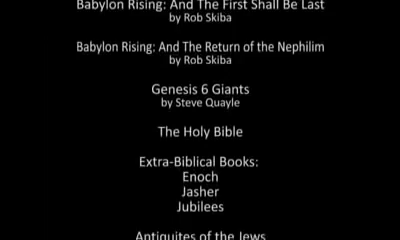 Babylon Rising: And The First Shall Be Last
by Rob Skiba
Babylon Rising: And The Return of the Nephilim
by Rob Skiba
Genesis 6 Giants
by Steve Quayle
The Holy Bible
Extra-Biblical Books:
Enoch
Jasher
Jubilees
Antiquites of the Jews